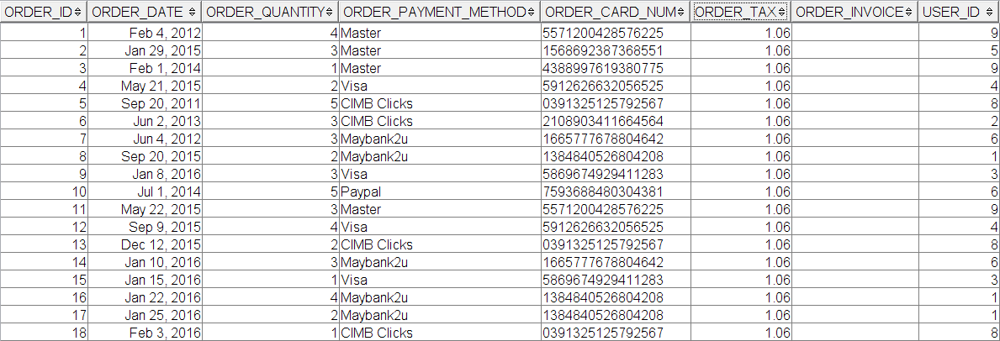 ORDER_ID ORDER_DATE ORDER_QUANTITY ORDER_PAYMENT_METHOD ORDER_CARD_NUM ORDER_TAX ORDER_INVOICE USER_ID
1 Feb 4, 2012 4 Master 5571200428576225 1.06 9
2 Jan 29, 2015 3 Master 1568692387368551 1.06 5
3 Feb 1, 2014 1 Master 4388997619380775 1.06 9
4 May 21, 2015 2 Visa 5912626632056525 1.06 4
5 Sep 20, 2011 5 CIMB Clicks 0391325125792567 1.06 8
6 Jun 2, 2013 3 CIMB Clicks 2108903411664564 1.06 2
7 Jun 4, 2012 3 Maybank2u 1665777678804642 1.06 6
8 Sep 20, 2015 2 Maybank2u 1384840526804208 1.06 1
9 Jan 8, 2016 3 Visa 5869674929411283 1.06 3
10 Jul 1, 2014 5 Paypal 7593688480304381 1.06 6
11 May 22, 2015 3 Master 5571200428576225 1.06 9
12 Sep 9, 2015 4 Visa 5912626632056525 1.06 4
13 Dec 12, 2015 2 CIMB Clicks 0391325125792567 1.06 8
14 Jan 10, 2016 3 Maybank2u 1665777678804642 1.06 6
15 Jan 15, 2016 1 Visa 5869674929411283 1.06 3
16 Jan 22, 2016 4 Maybank2u 1384840526804208 1.06 1
17 Jan 25, 2016 2 Maybank2u 1384840526804208 1.06 1
18 Feb 3, 2016 1 CIMB Clicks 0391325125792567 1.06 8